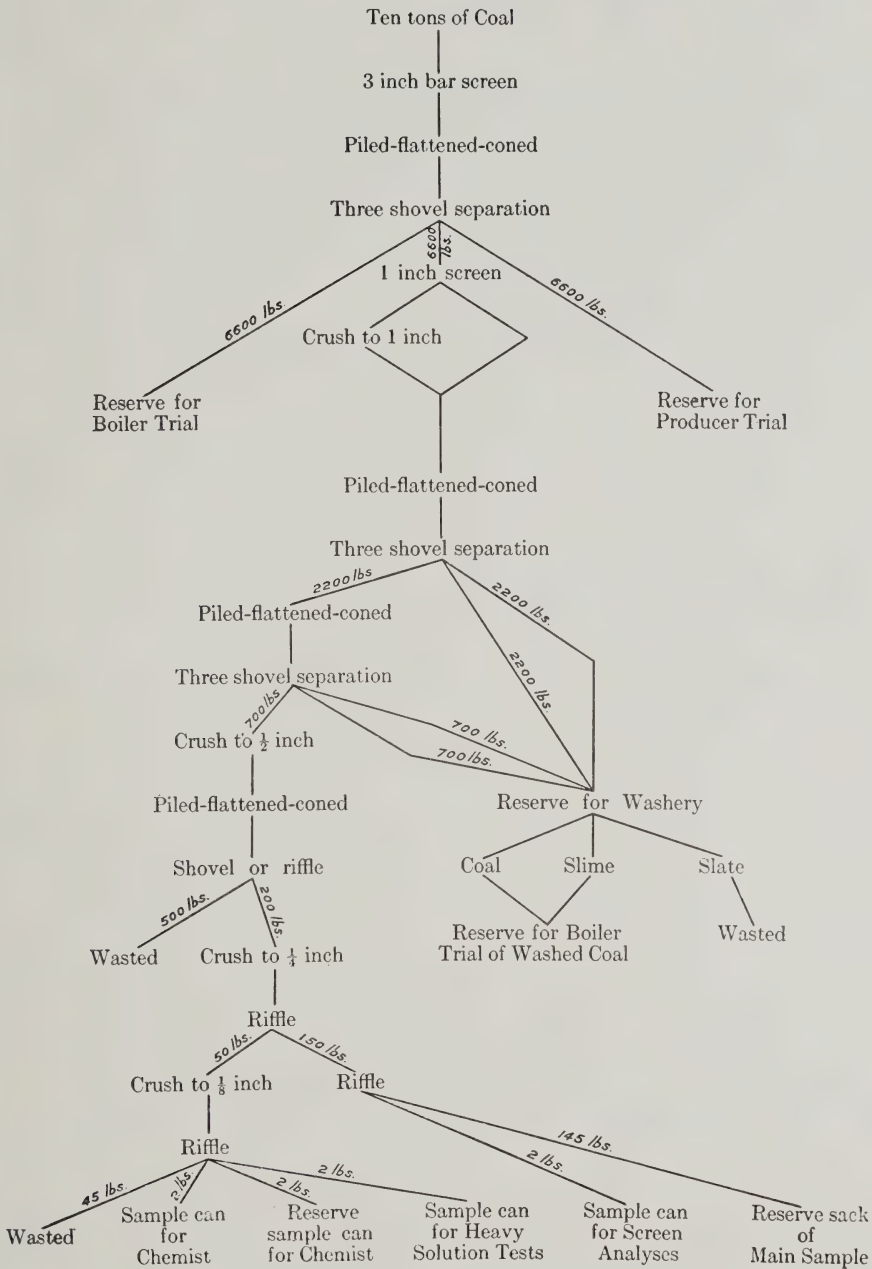 Ten tons of Coal
3 inch bar screen
Piled-flattened-coned
Three shovel separation
6600 lbs.
6600 lbs.
6600 lbs.
1 inch screen
Crush to 1 inch
Reserve for
Boiler Trial
Reserve for
Producer Trial
Piled-flattened-coned
Three shovel separation
2200 lbs
2200 lbs.
2200 lbs.
Piled-flattened-coned
Three shovel separation
700 lbs
700 lbs.
700 lbs.
Crush to ½ inch
Piled-flattened-coned
Reserve for Washery
Shovel or riffle
Coal
Slime
Slate
500 lbs.
200 lbs.
Wasted
Crush to ¼ inch
Reserve for Boiler
Trial of Washed Coal
Wasted
Riffle
50 lbs.
150 lbs.
Crush to ⅛ inch
Riffle
Riffle
45 lbs.
2 lbs.
2 lbs.
2 lbs.
2 lbs.
145 lbs.
Wasted
Sample can
for
Chemist
Reserve
sample can
for Chemist
Sample can
for Heavy
Solution Tests
Sample can
for Screen
Analyses
Reserve sack
of
Main Sample